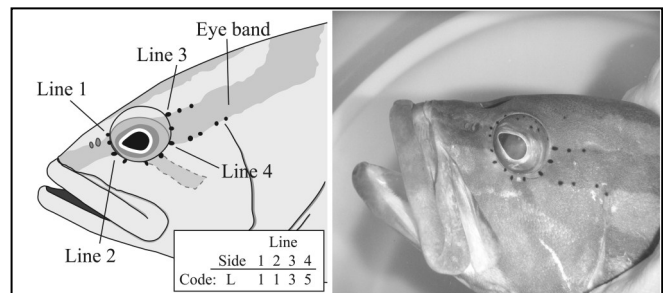 Eye band
Line 3
Line 1
Line 4
Line 2
Line
Side 1 2 3 4
Code: L 1 1 3 5